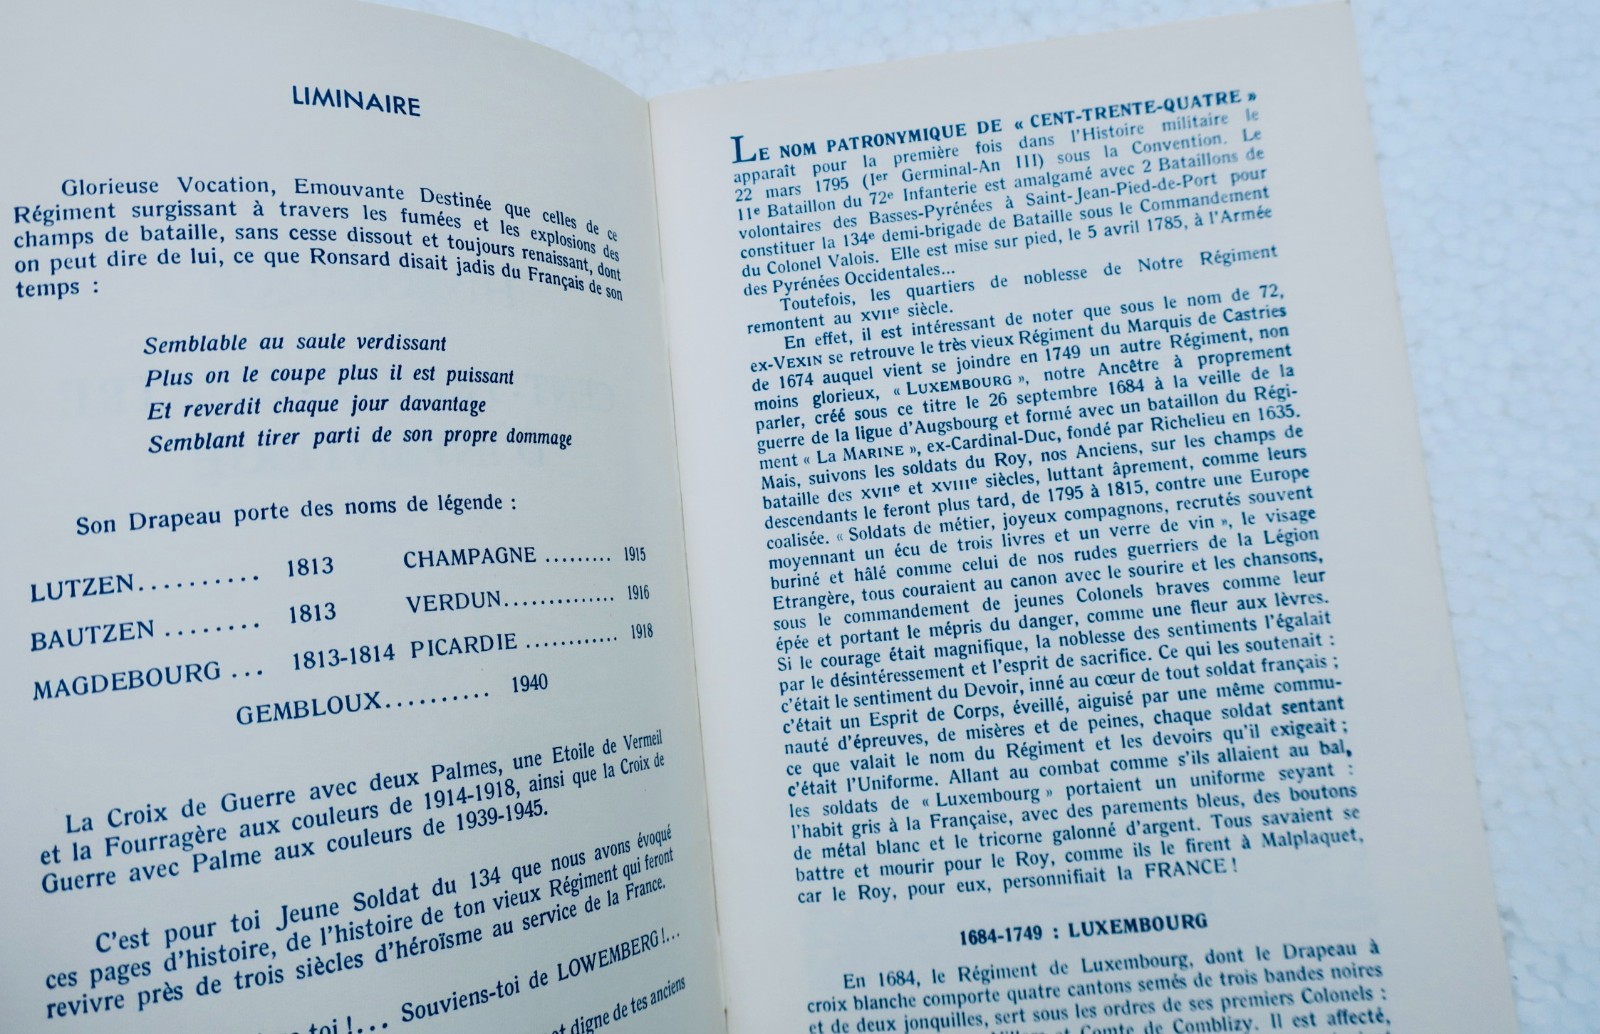 LIMINAIRE
Glorieuse Vocation, Emouvante Destinée que celles de ce
Régiment surgissant à travers les fumées et les explosions des
champs de bataille, sans cesse dissout et toujours renaissant, dont
on peut dire de lui, ce que Ronsard disait jadis du Français de son
temps :
Semblable au saule verdissant
Plus on le coupe plus il est puissant
Et reverdit chaque jour davantage
Semblant tirer parti de son propre dommage
Son Drapeau porte des noms de légende :
LUTZEN.......... 1813 CHAMPAGNE ......... 1915
BAUTZEN ........ 1813 VERDUN.............. 1916
MAGDEBOURG ... 1813-1814 PICARDIE ............ 1918
GEMBLOUX.......... 1940
La Croix de Guerre avec deux Palmes, une Etoile de Vermeil
et la Fourragère aux couleurs de 1914-1918, ainsi que la Croix de
Guerre avec Palme aux couleurs de 1939-1945.
C'est pour toi Jeune Soldat du 134 que nous avons évoqué
ces pages d'histoire, de l'histoire de ton vieux Régiment qui feront
revivre près de trois siècles d'héroïsme au service de la France.
toi !... Souviens-toi de LOWEMBERG !...
digne de tes anciens
LE NOM PATRONYMIQUE DE « CENT-TRENTE-QUATRE »
apparaît pour la première fois dans l'Histoire militaire le
22 mars 1795 (Ier Germinal-An III) sous la Convention. Le
11e Bataillon du 72e Infanterie est amalgamé avec 2 Bataillons de
volontaires des Basses-Pyrénées à Saint-Jean-Pied-de-Port pour
constituer la 134e demi-brigade de Bataille sous le Commandement
du Colonel Valois. Elle est mise sur pied, le 5 avril 1785, à l'Armée
des Pyrénées Occidentales...
Toutefois, les quartiers de noblesse de Notre Régiment
remontent au XVIIe siècle.
En effet, il est intéressant de noter que sous le nom de 72,
ex-VEXIN se retrouve le très vieux Régiment du Marquis de Castries
de 1674 auquel vient se joindre en 1749 un autre Régiment, non
moins glorieux, « LUXEMBOURG », notre Ancêtre à proprement
parler, créé sous ce titre le 26 septembre 1684 à la veille de la
guerre de la ligue d'Augsbourg et formé avec un bataillon du Régi-
ment « LA MARINE », ex-Cardinal-Duc, fondé par Richelieu en 1635.
Mais, suivons les soldats du Roy, nos Anciens, sur les champs de
bataille des XVIIe et XVIIIe siècles, luttant âprement, comme leurs
descendants le feront plus tard, de 1795 à 1815, contre une Europe
coalisée. « Soldats de métier, joyeux compagnons, recrutés souvent
moyennant un écu de trois livres et un verre de vin », le visage
buriné et hâlé comme celui de nos rudes guerriers de la Légion
Etrangère, tous couraient au canon avec le sourire et les chansons,
sous le commandement de jeunes Colonels braves comme leur
épée et portant le mépris du danger, comme une fleur aux lèvres.
Si le courage était magnifique, la noblesse des sentiments l'égalait
par le désintéressement et l'esprit de sacrifice. Ce qui les soutenait :
c'était le sentiment du Devoir, inné au cœur de tout soldat français ;
c'était un Esprit de Corps, éveillé, aiguisé par une même commu-
nauté d'épreuves, de misères et de peines, chaque soldat sentant
ce que valait le nom du Régiment et les devoirs qu'il exigeait ;
c'était l'Uniforme. Allant au combat comme s'ils allaient au bal,
les soldats de « Luxembourg » portaient un uniforme seyant :
l'habit gris à la Française, avec des parements bleus, des boutons
de métal blanc et le tricorne galonné d'argent. Tous savaient se
battre et mourir pour le Roy, comme ils le firent à Malplaquet,
car le Roy, pour eux, personnifiait la FRANCE !
1684-1749 : LUXEMBOURG
En 1684, le Régiment de Luxembourg, dont le Drapeau à
croix blanche comporte quatre cantons semés de trois bandes noires
et de deux jonquilles, sert sous les ordres de ses premiers Colonels :
Comte de Comblizy. Il est affecté,